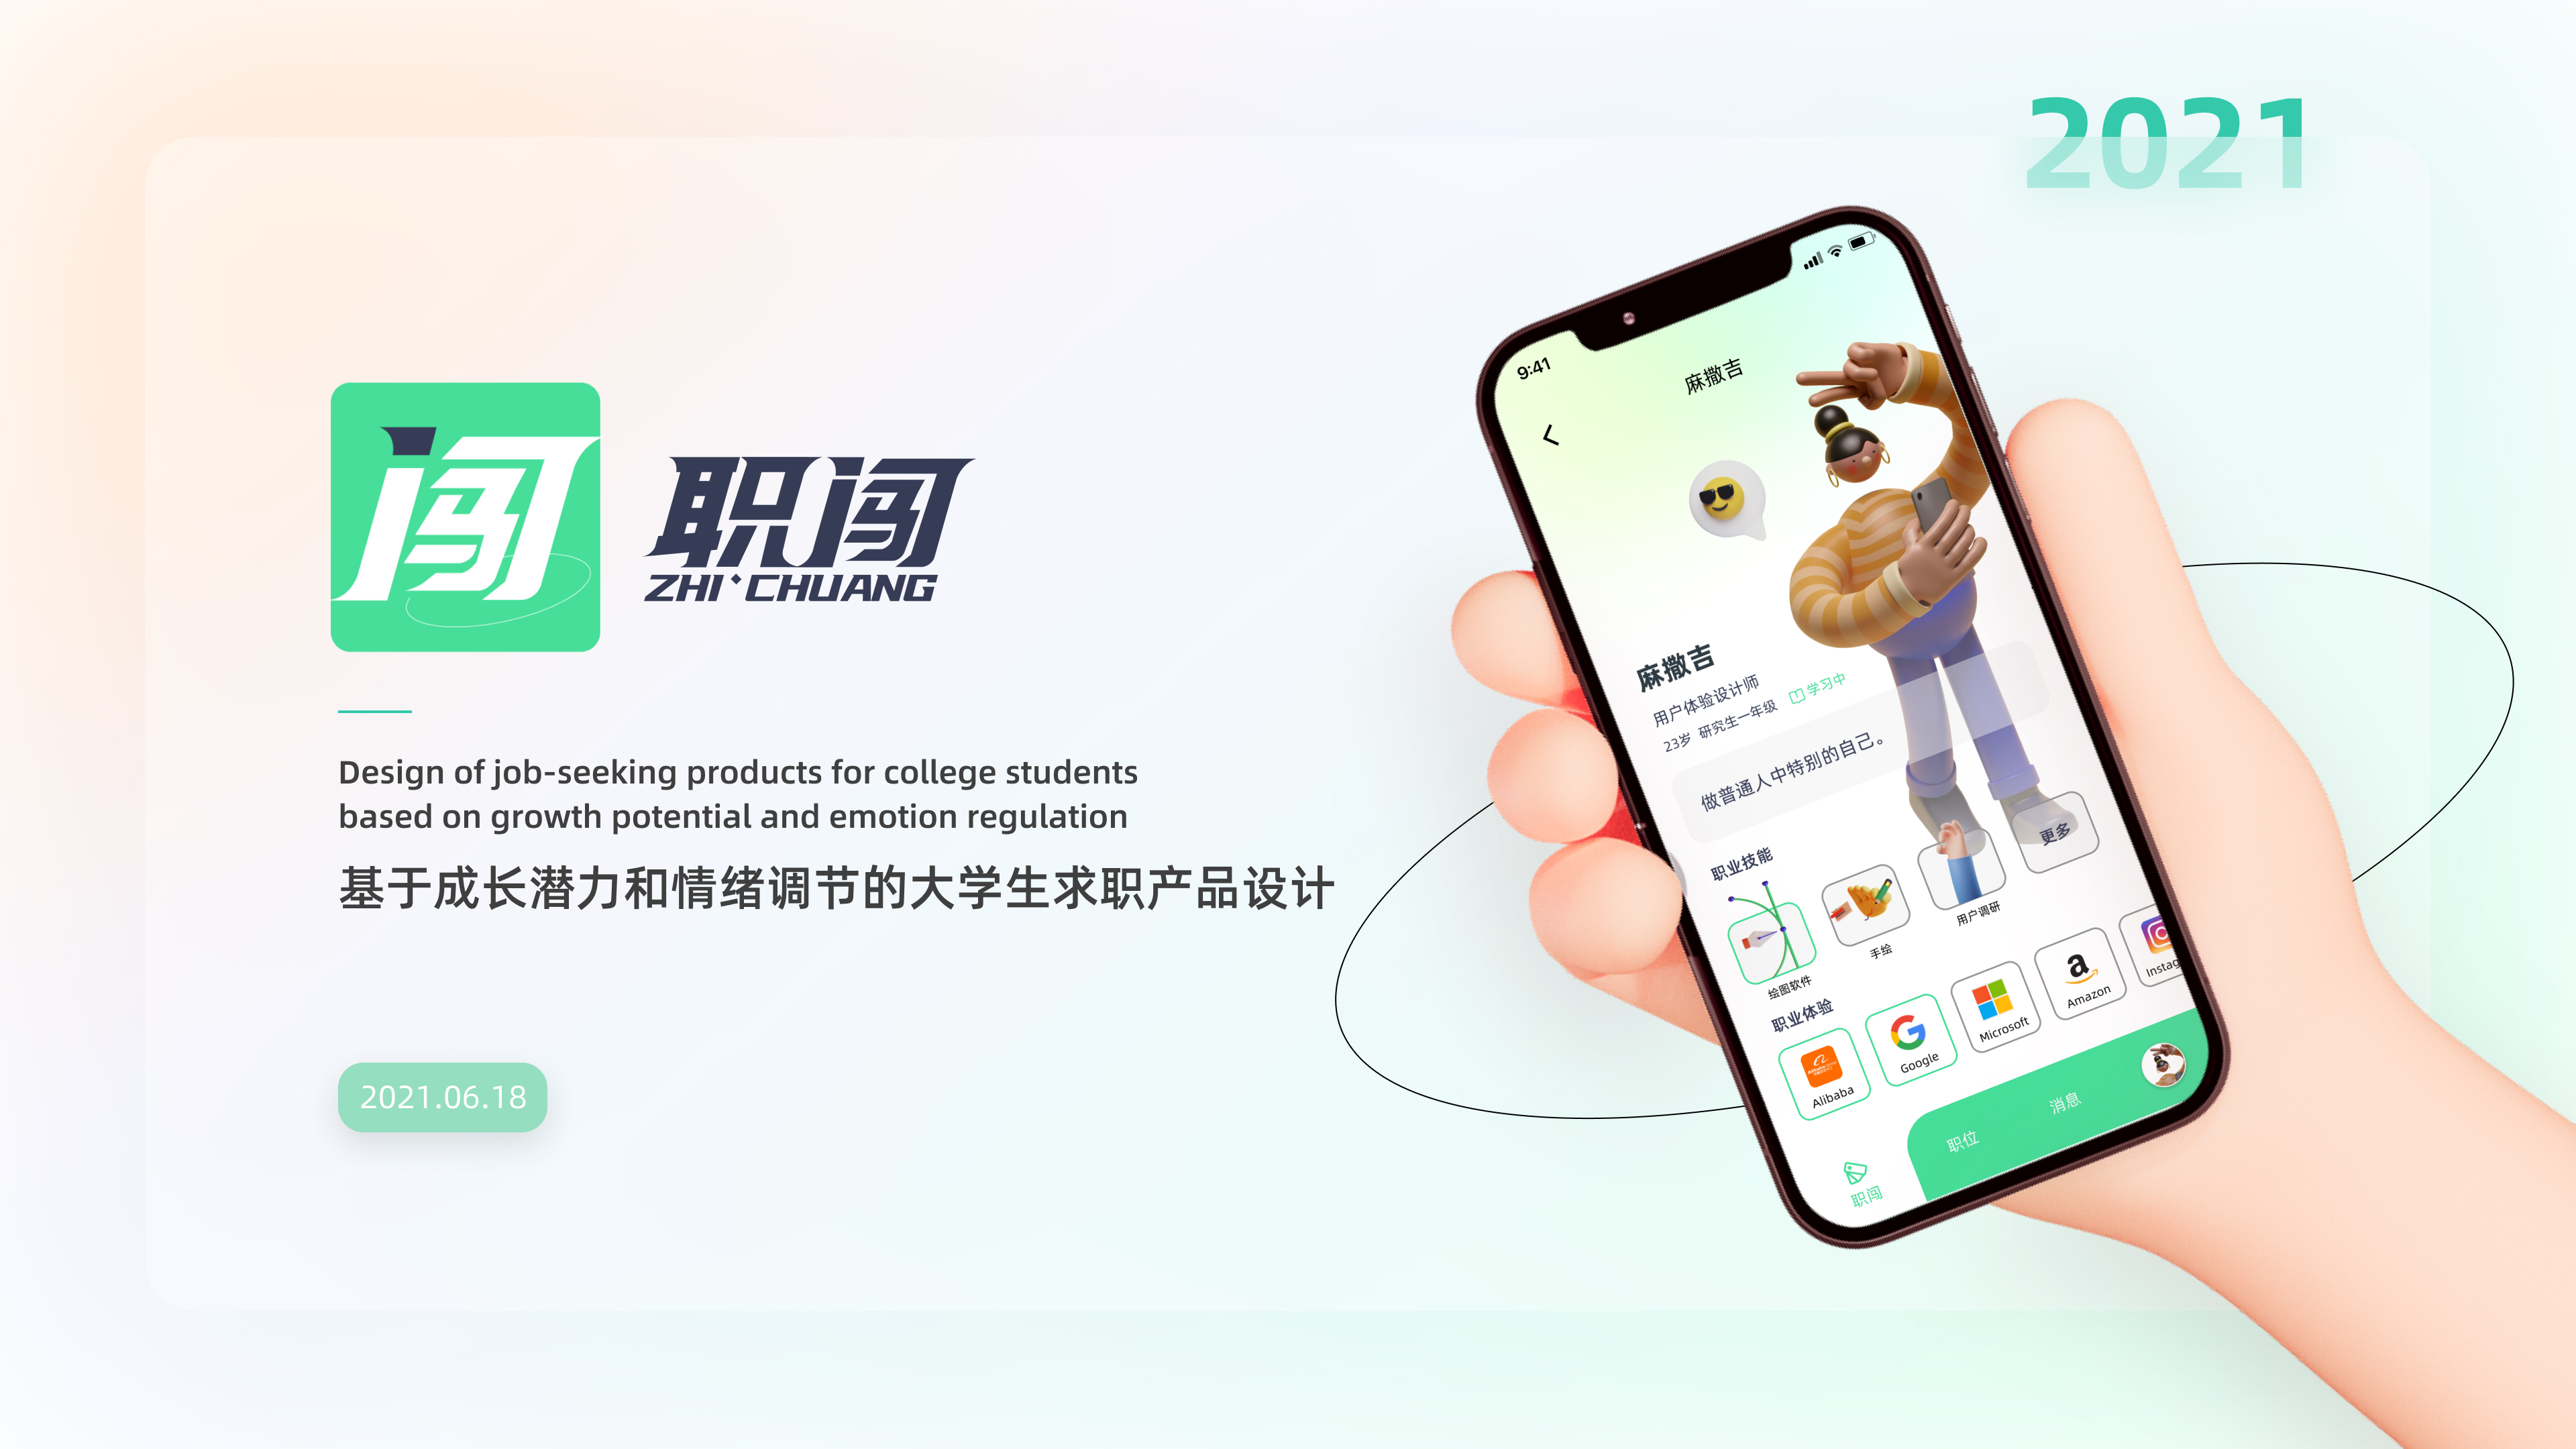 2021
闯
职闯
ZHI·CHUANG
Design of job-seeking products for college students
based on growth potential and emotion regulation
基于成长潜力和情绪调节的大学生求职产品设计
2021.06.18
9:41
麻撒吉
麻撒吉
用户体验设计师
23岁 研究生一年级 学习中
做普通人中特别的自己。
职业技能
绘图软件
手绘
用户调研
更多
职业体验
Alibaba
Google
Microsoft
Amazon
Instag
职闯
职位
消息